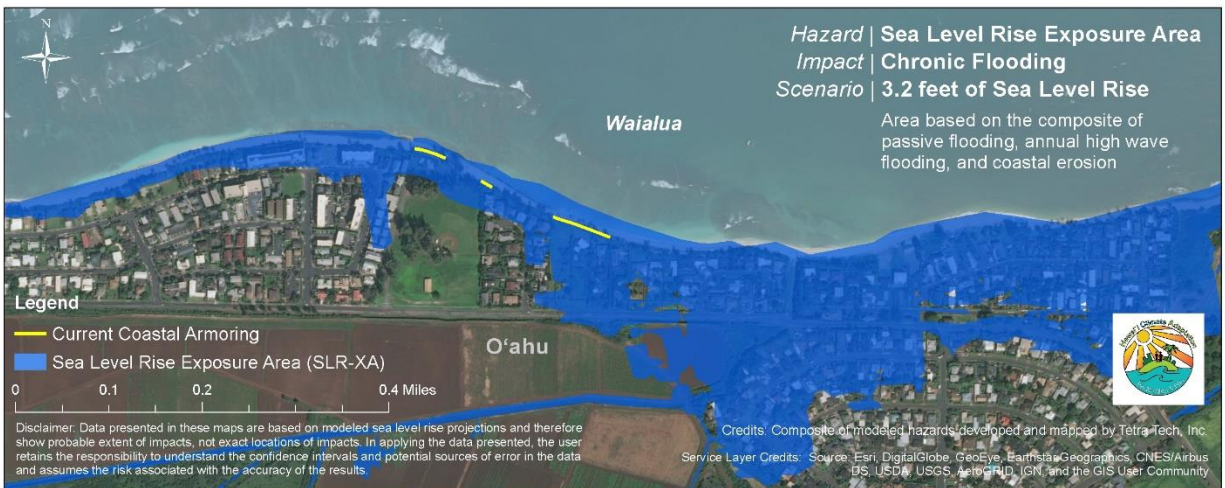 N
Hazard | Sea Level Rise Exposure Area
Impact | Chronic Flooding
Scenario | 3.2 feet of Sea Level Rise
Area based on the composite of
passive flooding, annual high wave
flooding, and coastal erosion
Waialua
Oʻahu
Legend
Current Coastal Armoring
Sea Level Rise Exposure Area (SLR-XA)
0 0.1 0.2 0.4 Miles
Disclaimer: Data presented in these maps are based on modeled sea level rise projections and therefore
show probable extent of impacts, not exact locations of impacts. In applying the data presented, the user
retains the responsibility to understand the confidence intervals and potential sources of error in the data
and assumes the risk associated with the accuracy of the results.
Hawaiʻi Climate Adaptation
Credits: Composite of modeled hazards developed and mapped by Tetra Tech, Inc.
Service Layer Credits: Source: Esri, DigitalGlobe, GeoEye, Earthstar Geographics, CNES/Airbus
DS, USDA, USGS, AeroGRID, IGN, and the GIS User Community